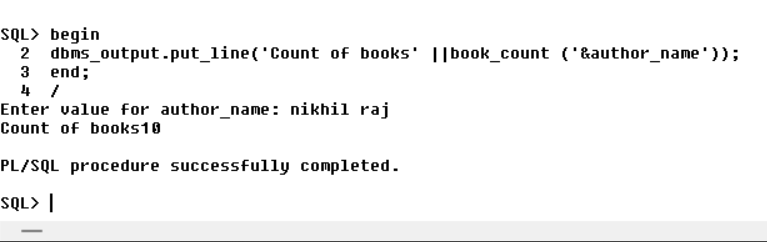 SQL> begin
  2  dbms_output.put_line('Count of books' ||book_count ('&author_name'));
  3  end;
  4  /
Enter value for author_name: nikhil raj
Count of books10
PL/SQL procedure successfully completed.
SQL>